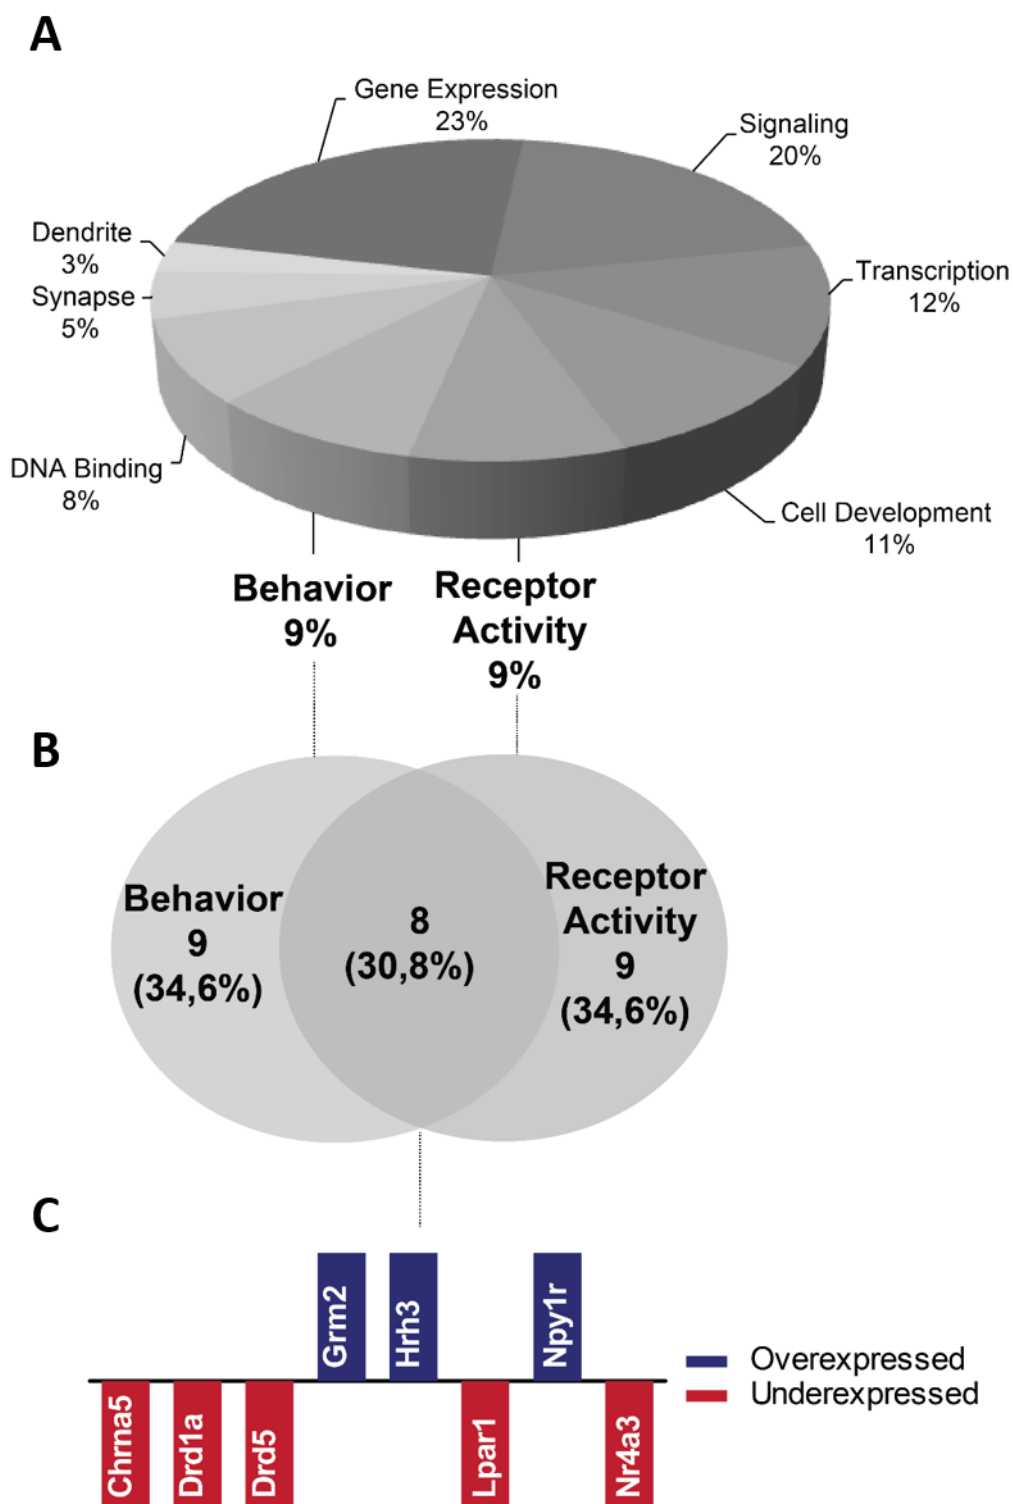 A
Gene Expression
23%
Signaling
20%
Dendrite
3%
Transcription
12%
Synapse
5%
DNA Binding
8%
Cell Development
11%
Behavior
9%
Receptor
Activity
9%
B
Behavior
9
(34,6%)
8
(30,8%)
Receptor
Activity
9
(34,6%)
C
Chrna5
Drd1a
Drd5
Grm2
Hrh3
Lpar1
Npy1r
Nr4a3
Overexpressed
Underexpressed